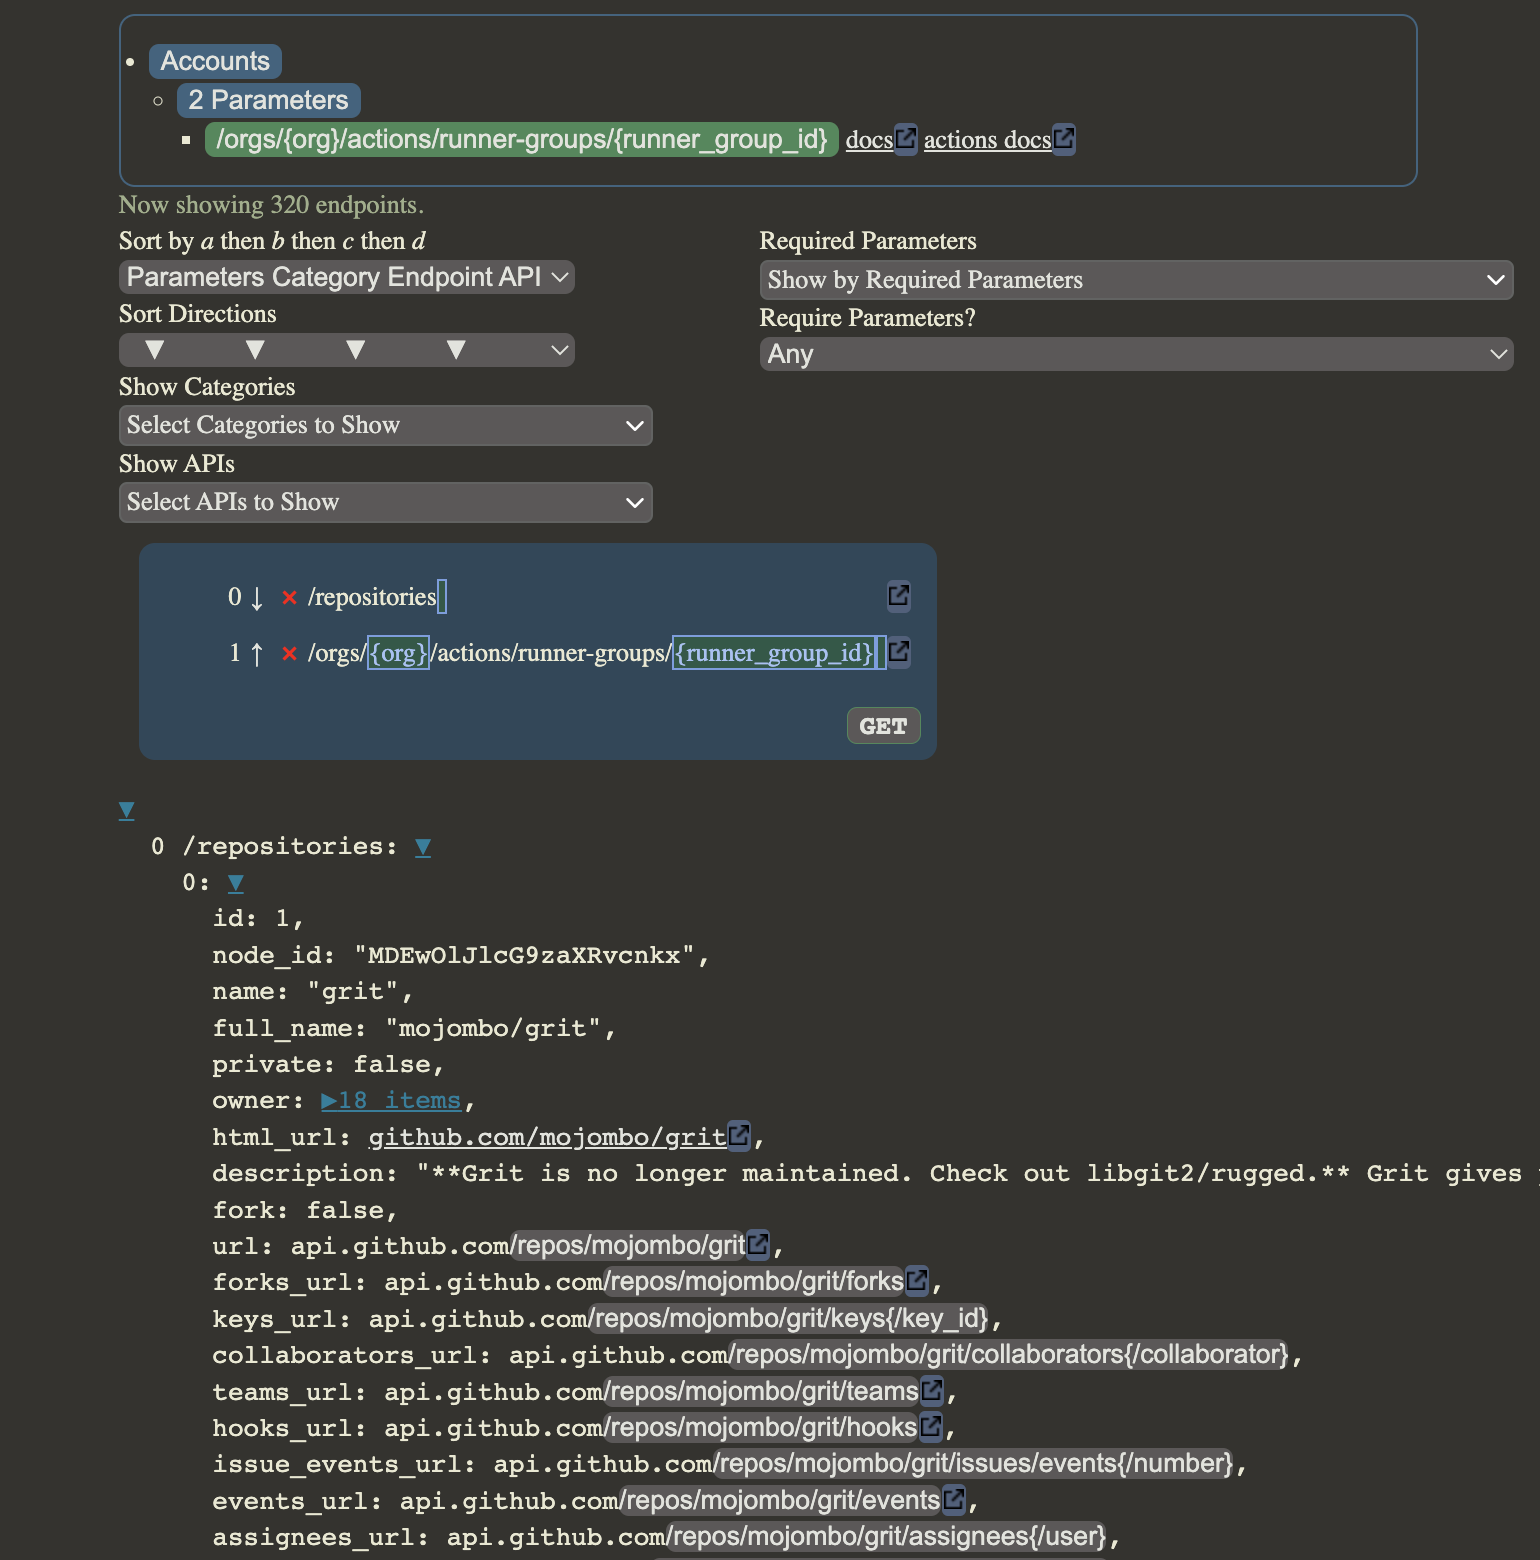 Accounts
2 Parameters
/orgs/{org}/actions/runner-groups/{runner_group_id} docs actions docs
Now showing 320 endpoints.
Sort by a then b then c then d
Parameters Category Endpoint API
Sort Directions
▼ ▼ ▼ ▼
Show Categories
Select Categories to Show
Show APIs
Select APIs to Show
Required Parameters
Show by Required Parameters
Require Parameters?
Any
0 ↓ × /repositories
1 ↑ × /orgs/{org}/actions/runner-groups/{runner_group_id}
GET
▼
0 /repositories: ▼
0: ▼
id: 1,
node_id: "MDEwOlJlcG9zaXRvcnkx",
name: "grit",
full_name: "mojombo/grit",
private: false,
owner: ▶18 items,
html_url: github.com/mojombo/grit,
description: "**Grit is no longer maintained. Check out libgit2/rugged.** Grit gives
fork: false,
url: api.github.com/repos/mojombo/grit,
forks_url: api.github.com/repos/mojombo/grit/forks,
keys_url: api.github.com/repos/mojombo/grit/keys{/key_id},
collaborators_url: api.github.com/repos/mojombo/grit/collaborators{/collaborator},
teams_url: api.github.com/repos/mojombo/grit/teams,
hooks_url: api.github.com/repos/mojombo/grit/hooks,
issue_events_url: api.github.com/repos/mojombo/grit/issues/events{/number},
events_url: api.github.com/repos/mojombo/grit/events,
assignees_url: api.github.com/repos/mojombo/grit/assignees{/user},